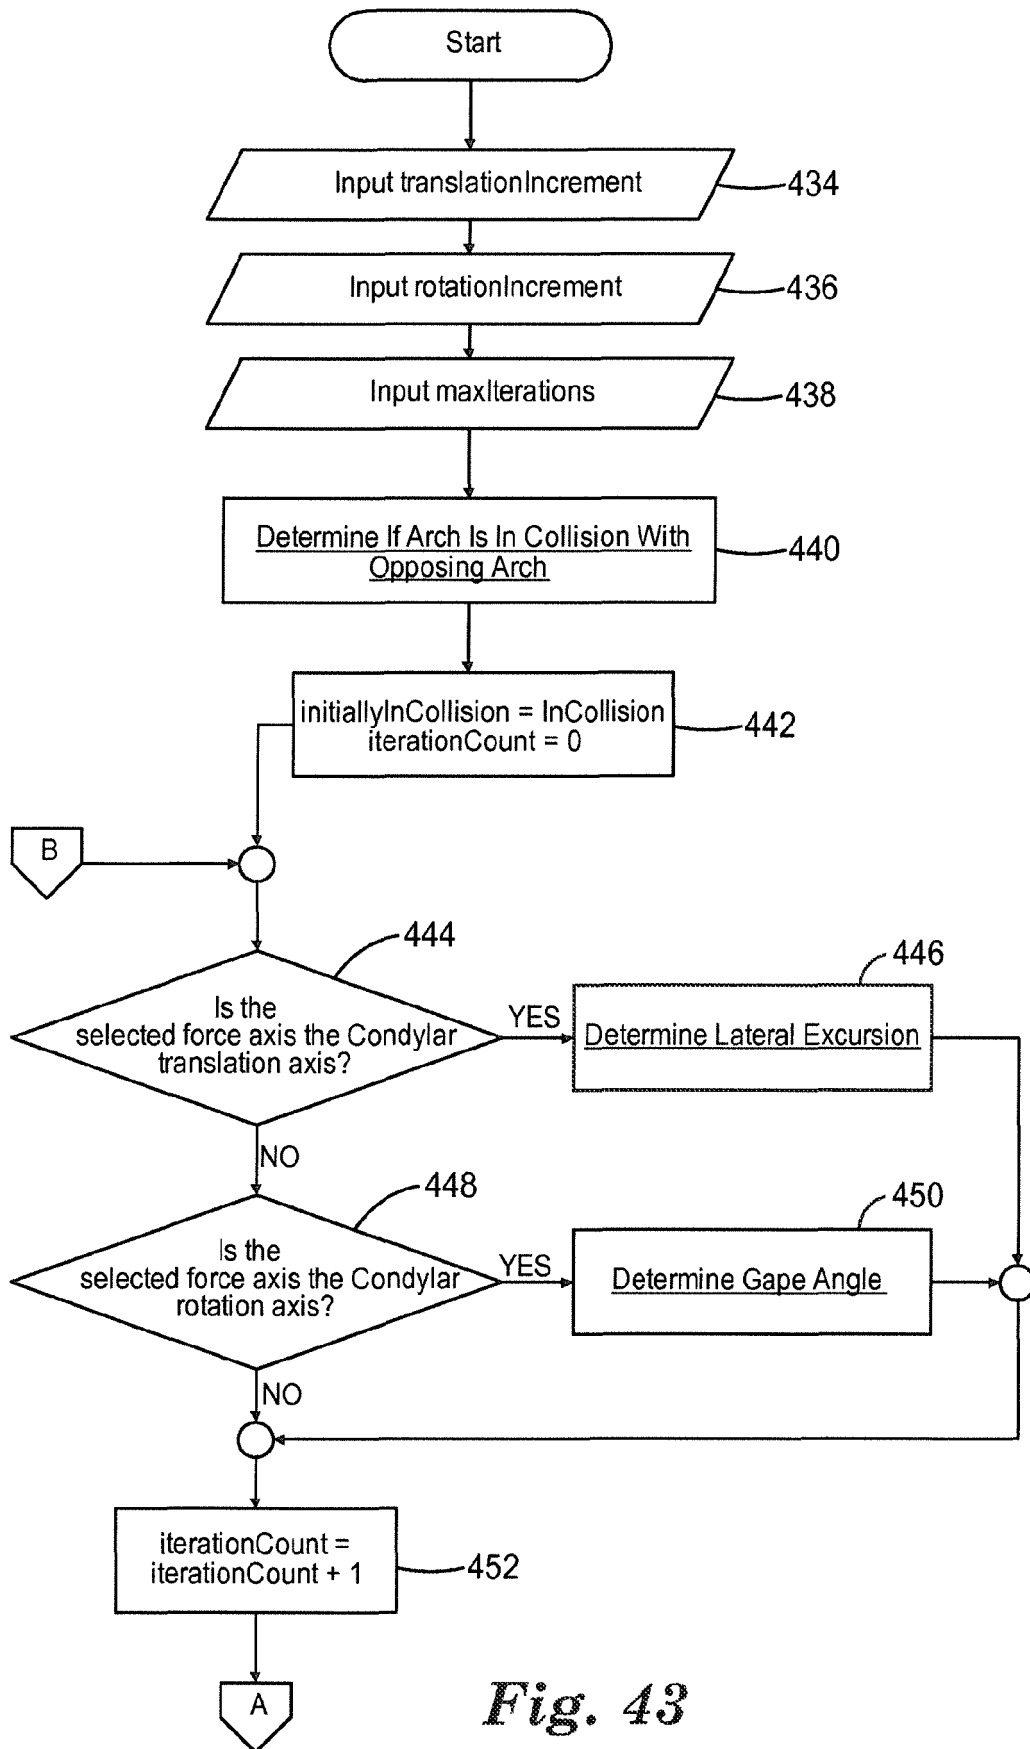 Start
Input translationIncrement
434
Input rotationIncrement
436
Input maxIterations
438
Determine If Arch Is In Collision With
Opposing Arch
440
initiallyInCollision = InCollision
iterationCount = 0
442
B
444
Is the
selected force axis the Condylar
translation axis?
YES
446
Determine Lateral Excursion
NO
448
Is the
selected force axis the Condylar
rotation axis?
YES
450
Determine Gape Angle
NO
iterationCount =
iterationCount + 1
452
A
Fig. 43